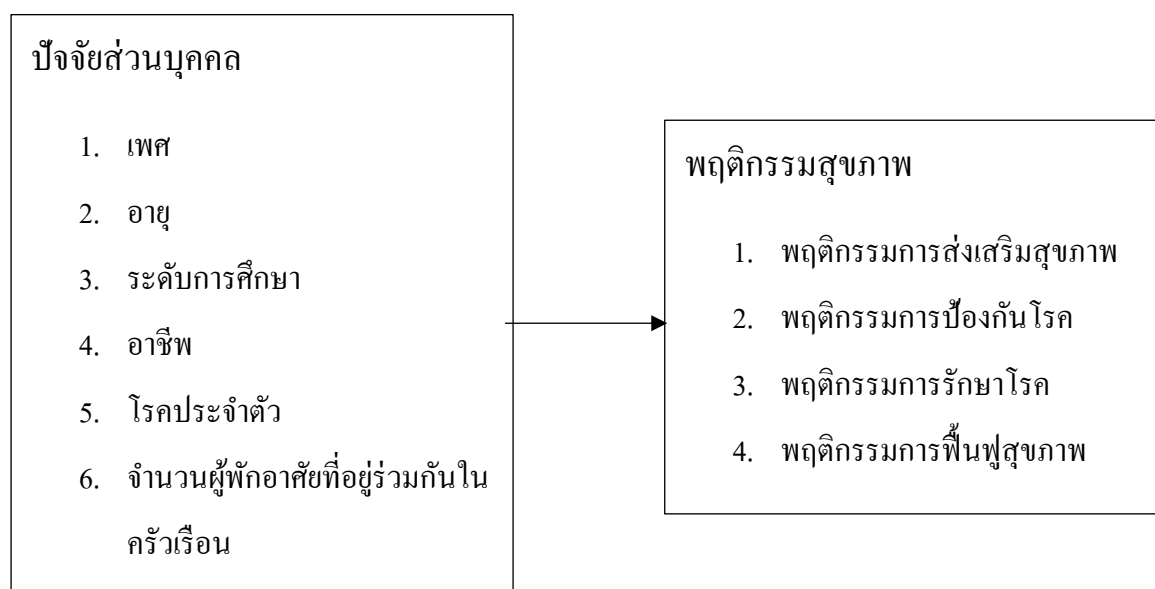 ปัจจัยส่วนบุคคล
1. เพศ
2. อายุ
3. ระดับการศึกษา
4. อาชีพ
5. โรคประจำตัว
6. จำนวนผู้พักอาศัยที่อยู่ร่วมกันใน
ครัวเรือน
พฤติกรรมสุขภาพ
1. พฤติกรรมการส่งเสริมสุขภาพ
2. พฤติกรรมการป้องกันโรค
3. พฤติกรรมการรักษาโรค
4. พฤติกรรมการฟื้นฟูสุขภาพ